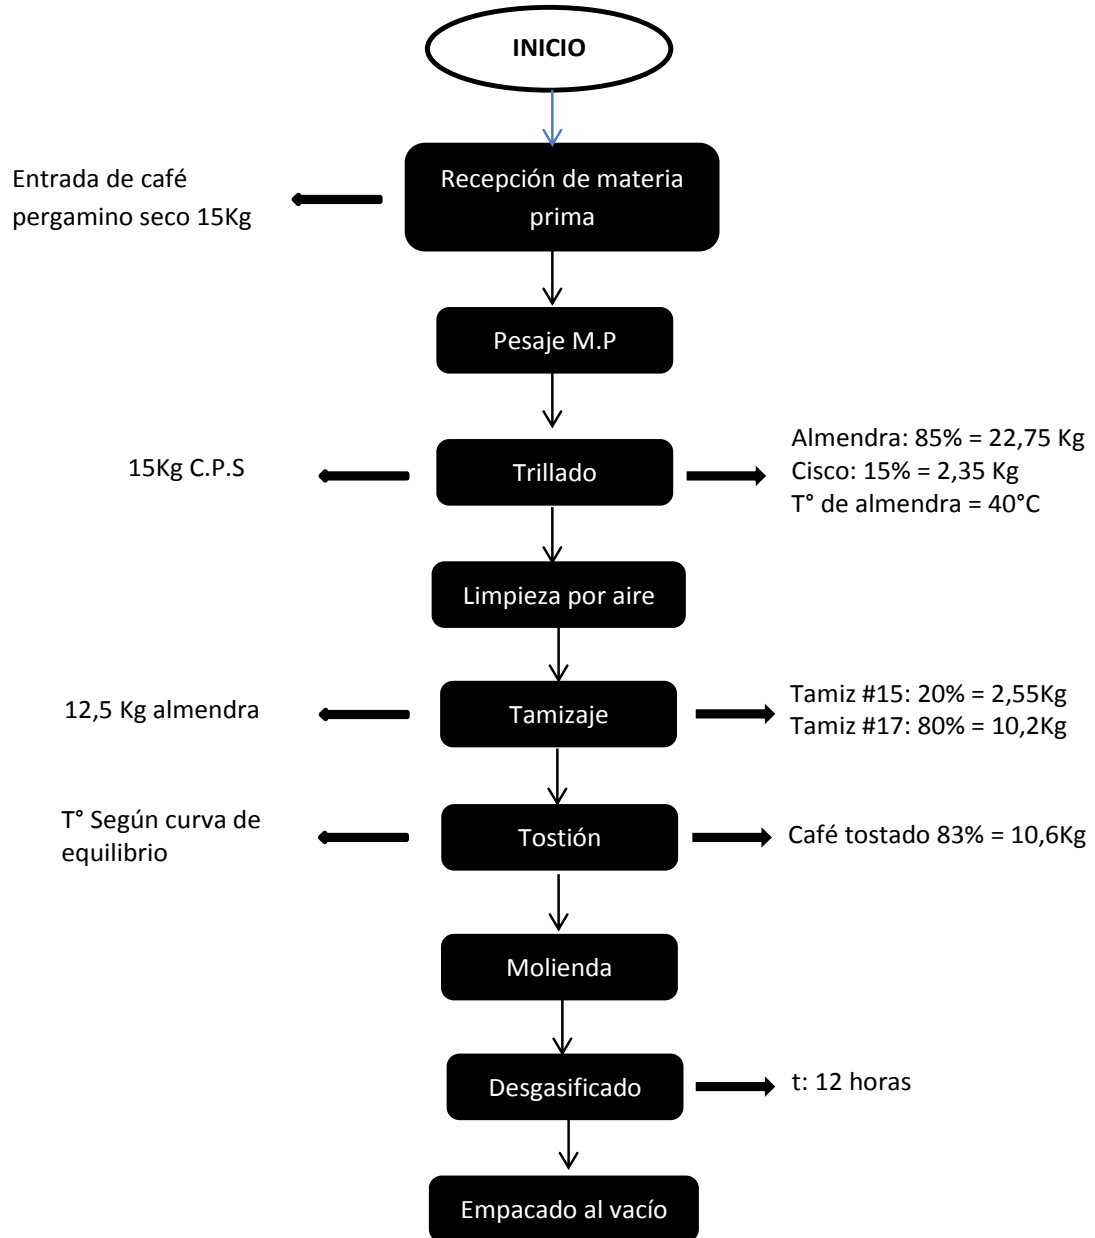 INICIO
Entrada de café
pergamino seco 15Kg
Recepción de materia
prima
Pesaje M.P
15Kg C.P.S
Trillado
Almendra: 85% = 22,75 Kg
Cisco: 15% = 2,35 Kg
T° de almendra = 40°C
Limpieza por aire
12,5 Kg almendra
Tamizaje
Tamiz #15: 20% = 2,55Kg
Tamiz #17: 80% = 10,2Kg
T° Según curva de
equilibrio
Tostión
Café tostado 83% = 10,6Kg
Molienda
Desgasificado
t: 12 horas
Empacado al vacío